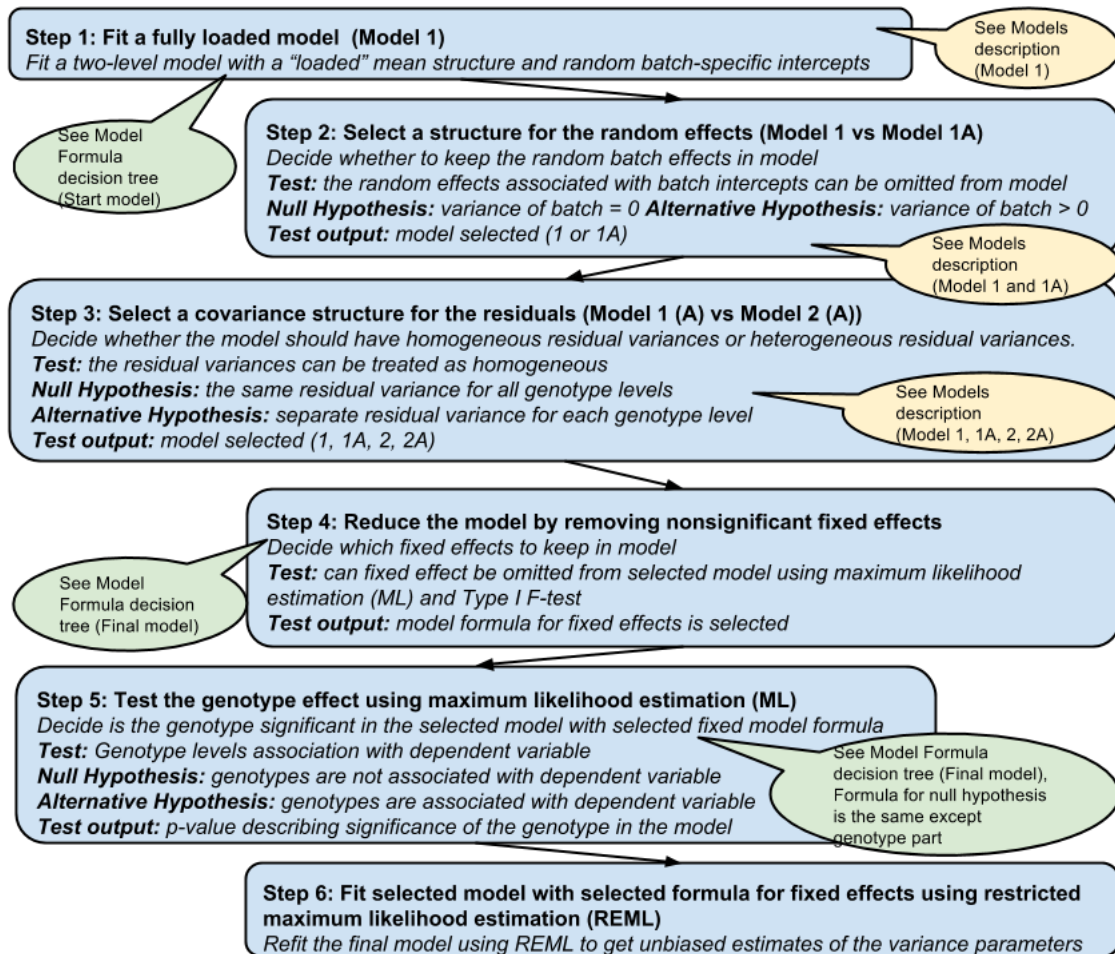 Step 1: Fit a fully loaded model (Model 1)
Fit a two-level model with a “loaded” mean structure and random batch-specific intercepts
See Models
description
(Model 1)
See Model
Formula
decision tree
(Start model)
Step 2: Select a structure for the random effects (Model 1 vs Model 1A)
Decide whether to keep the random batch effects in model
Test: the random effects associated with batch intercepts can be omitted from model
Null Hypothesis: variance of batch = 0 Alternative Hypothesis: variance of batch > 0
Test output: model selected (1 or 1A)
See Models
description
(Model 1 and 1A)
Step 3: Select a covariance structure for the residuals (Model 1 (A) vs Model 2 (A))
Decide whether the model should have homogeneous residual variances or heterogeneous residual variances.
Test: the residual variances can be treated as homogeneous
Null Hypothesis: the same residual variance for all genotype levels
Alternative Hypothesis: separate residual variance for each genotype level
Test output: model selected (1, 1A, 2, 2A)
See Models
description
(Model 1, 1A, 2, 2A)
Step 4: Reduce the model by removing nonsignificant fixed effects
Decide which fixed effects to keep in model
Test: can fixed effect be omitted from selected model using maximum likelihood
estimation (ML) and Type I F-test
Test output: model formula for fixed effects is selected
See Model
Formula decision
tree (Final model)
Step 5: Test the genotype effect using maximum likelihood estimation (ML)
Decide is the genotype significant in the selected model with selected fixed model formula
Test: Genotype levels association with dependent variable
Null Hypothesis: genotypes are not associated with dependent variable
Alternative Hypothesis: genotypes are associated with dependent variable
Test output: p-value describing significance of the genotype in the model
See Model Formula
decision tree (Final model),
Formula for null hypothesis
is the same except
genotype part
Step 6: Fit selected model with selected formula for fixed effects using restricted
maximum likelihood estimation (REML)
Refit the final model using REML to get unbiased estimates of the variance parameters